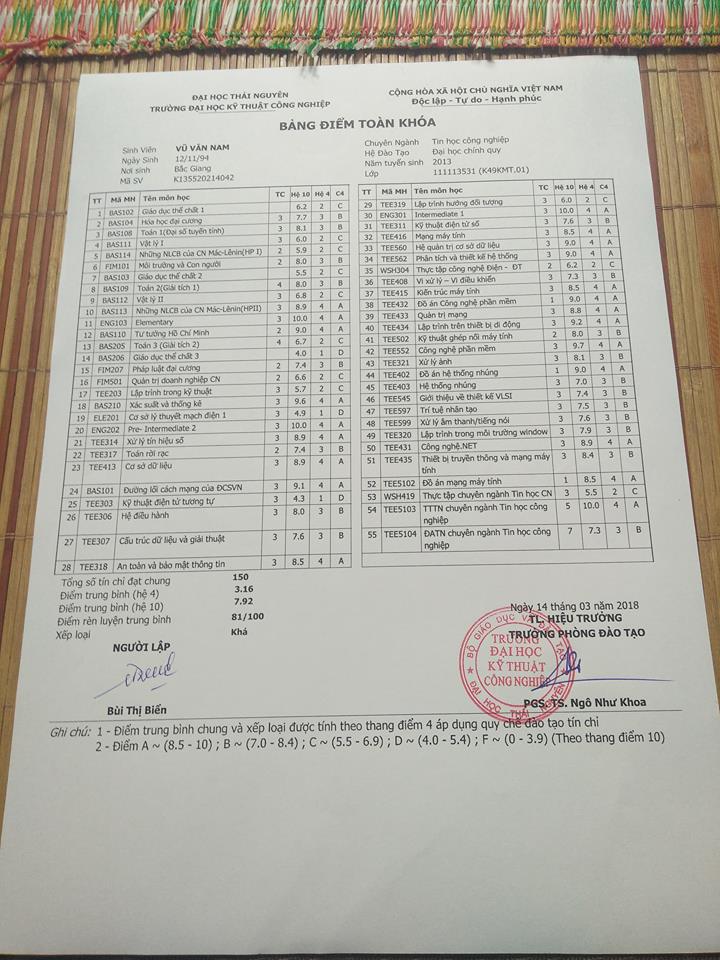 ĐẠI HỌC THÁI NGUYÊN
TRƯỜNG ĐẠI HỌC KỸ THUẬT CÔNG NGHIỆP
CỘNG HÒA XÃ HỘI CHỦ NGHĨA VIỆT NAM
Độc lập - Tự do - Hạnh phúc
BẢNG ĐIỂM TOÀN KHÓA
Sinh Viên VŨ VĂN NAM
Ngày Sinh 12/11/94
Nơi sinh Bắc Giang
Mã SV K135520214042
Chuyên Ngành Tin học công nghiệp
Hệ Đào Tạo Đại học chính quy
Năm tuyển sinh 2013
Lớp 111113531 (K49KMT.01)
TT Mã MH Tên môn học TC Hệ 10 Hệ 4 C4
1 BAS102 Giáo dục thể chất 1 6.2 2 C
2 BAS104 Hóa học đại cương 3 7.7 3 B
3 BAS108 Toán 1(Đại số tuyến tính) 3 8.1 3 B
4 BAS111 Vật lý I 3 6.0 2 C
5 BAS114 Những NLCB của CN Mác-Lênin(HP I) 2 5.9 2 C
6 FIM101 Môi trường và Con người 2 8.0 3 B
7 BAS103 Giáo dục thể chất 2 5.5 2 C
8 BAS109 Toán 2(Giải tích 1) 4 8.0 3 B
9 BAS112 Vật lý II 3 6.8 2 C
10 BAS113 Những NLCB của CN Mác-Lênin(HPII) 3 8.9 4 A
11 ENG103 Elementary 3 10.0 4 A
12 BAS110 Tư tưởng Hồ Chí Minh 2 9.0 4 A
13 BAS205 Toán 3 (Giải tích 2) 4 6.7 2 C
14 BAS206 Giáo dục thể chất 3 4.0 1 D
15 FIM207 Pháp luật đại cương 2 7.4 3 B
16 FIM501 Quản trị doanh nghiệp CN 2 6.6 2 C
17 TEE203 Lập trình trong kỹ thuật 3 5.7 2 C
18 BAS210 Xác suất và thống kê 3 9.6 4 A
19 ELE201 Cơ sở lý thuyết mạch điện 1 3 4.9 1 D
20 ENG202 Pre- Intermediate 2 3 10.0 4 A
21 TEE314 Xử lý tín hiệu số 3 8.9 4 A
22 TEE317 Toán rời rạc 2 7.4 3 B
23 TEE413 Cơ sở dữ liệu 3 8.9 4 A
24 BAS101 Đường lối cách mạng của ĐCSVN 3 9.1 4 A
25 TEE303 Kỹ thuật điện tử tương tự 3 4.3 1 D
26 TEE306 Hệ điều hành 3 8.0 3 B
27 TEE307 Cấu trúc dữ liệu và giải thuật 3 7.6 3 B
28 TEE318 An toàn và bảo mật thông tin 3 8.5 4 A
TT Mã MH Tên môn học TC Hệ 10 Hệ 4 C4
29 TEE319 Lập trình hướng đối tượng 3 6.0 2 C
30 ENG301 Intermediate 1 3 10.0 4 A
31 TEE311 Kỹ thuật điện tử số 3 7.6 3 B
32 TEE416 Mạng máy tính 3 8.5 4 A
33 TEE560 Hệ quản trị cơ sở dữ liệu 3 9.0 4 A
34 TEE562 Phân tích và thiết kế hệ thống 3 9.0 4 A
35 WSH304 Thực tập công nghệ Điện - ĐT 2 6.2 2 C
36 TEE408 Vi xử lý – Vi điều khiển 3 7.3 3 B
37 TEE415 Kiến trúc máy tính 3 8.5 4 A
38 TEE432 Đồ án Công nghệ phần mềm 1 9.0 4 A
39 TEE433 Quản trị mạng 3 8.8 4 A
40 TEE434 Lập trình trên thiết bị di động 3 9.2 4 A
41 TEE502 Kỹ thuật ghép nối máy tính 2 8.0 3 B
42 TEE552 Công nghệ phần mềm 3 9.7 4 A
43 TEE321 Xử lý ảnh 3 8.1 3 B
44 TEE402 Đồ án hệ thống nhúng 1 9.0 4 A
45 TEE403 Hệ thống nhúng 3 7.0 3 B
46 TEE545 Giới thiệu về thiết kế VLSI 3 7.4 3 B
47 TEE597 Trí tuệ nhân tạo 3 7.5 3 B
48 TEE599 Xử lý âm thanh/tiếng nói 3 7.6 3 B
49 TEE320 Lập trình trong môi trường window 3 7.9 3 B
50 TEE431 Công nghệ.NET 3 8.9 4 A
51 TEE435 Thiết bị truyền thông và mạng máy 3 8.4 3 B
tính
52 TEE5102 Đồ án mạng máy tính 1 8.5 4 A
53 WSH419 Thực tập chuyên ngành Tin học CN 3 5.5 2 C
54 TEE5103 TTTN chuyên ngành Tin học công 5 10.0 4 A
nghiệp
55 TEE5104 ĐATN chuyên ngành Tin học công 7 7.3 3 B
nghiệp
Tổng số tín chỉ đạt chung 150
Điểm trung bình (hệ 4) 3.16
Điểm trung bình (hệ 10) 7.92
Điểm rèn luyện trung bình 81/100
Xếp loại Khá
NGƯỜI LẬP
Bùi Thị Biển
Ngày 14 tháng 03 năm 2018
TL. HIỆU TRƯỞNG
TRƯỞNG PHÒNG ĐÀO TẠO
BỘ GIÁO DỤC VÀ ĐÀO TẠO
TRƯỜNG
ĐẠI HỌC
KỸ THUẬT
CÔNG NGHIỆP
ĐẠI HỌC THÁI NGUYÊN
PGS. TS. Ngô Như Khoa
Ghi chú: 1 - Điểm trung bình chung và xếp loại được tính theo thang điểm 4 áp dụng quy chế đào tạo tín chỉ
2 - Điểm A ~ (8.5 - 10) ; B ~ (7.0 - 8.4) ; C ~ (5.5 - 6.9) ; D ~ (4.0 - 5.4) ; F ~ (0 - 3.9) (Theo thang điểm 10)